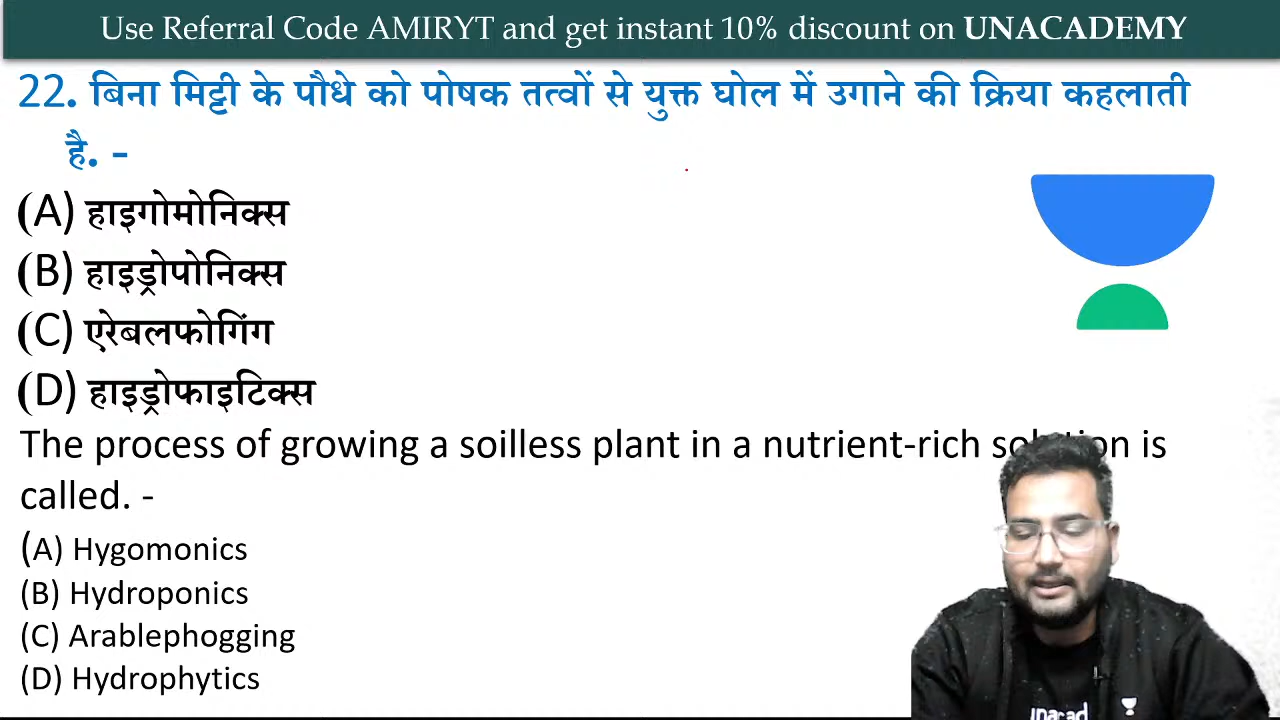 Use Referral Code AMIRYT and get instant 10% discount on UNACADEMY
22. बिना मिट्टी के पौधे को पोषक तत्वों से युक्त घोल में उगाने की क्रिया कहलाती
है. -
(A) हाइगोमोनिक्स
(B) हाइड्रोपोनिक्स
(C) एरेबलफोगिंग
(D) हाइड्रोफाइटिक्स
The process of growing a soilless plant in a nutrient-rich solution is
called. -
(A) Hygomonics
(B) Hydroponics
(C) Arablephogging
(D) Hydrophytics
unacad